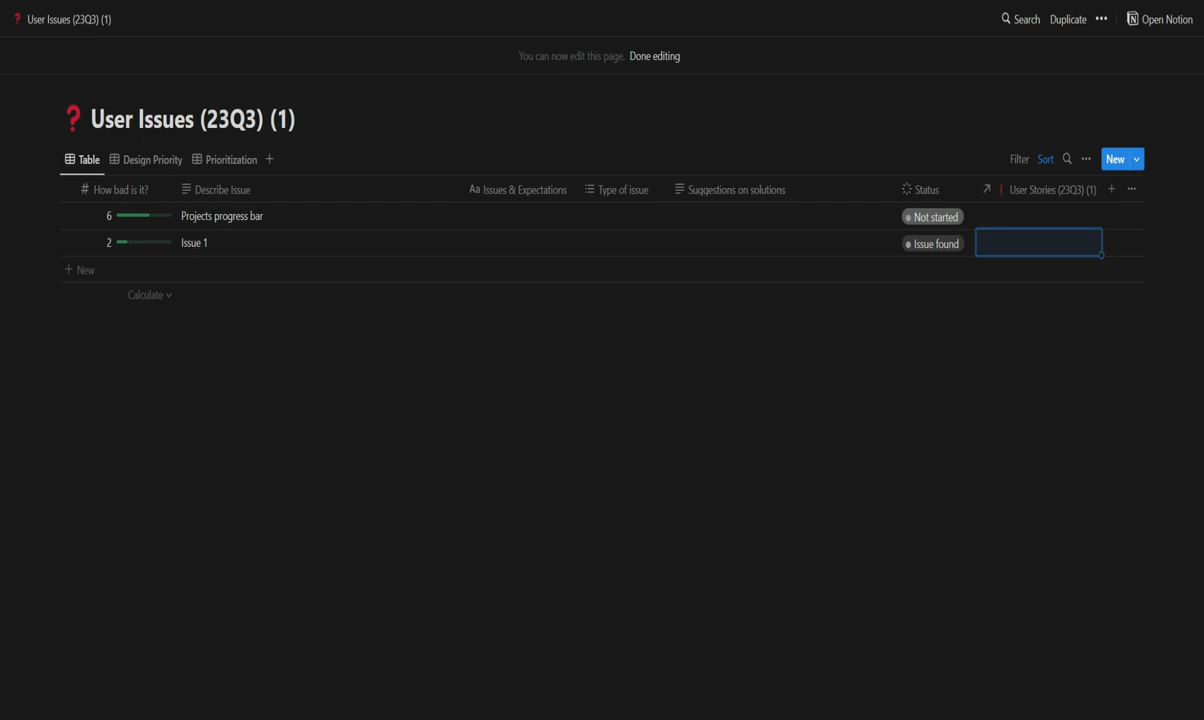 ❓ User Issues (23Q3) (1)
Search Duplicate ••• Open Notion
You can now edit this page. Done editing
❓ User Issues (23Q3) (1)
Table Design Priority Prioritization +
Filter Sort ••• New
# How bad is it? Describe Issue Aa Issues & Expectations Type of issue Suggestions on solutions Status ❗ User Stories (23Q3) (1) + •••
6 Projects progress bar Not started
2 Issue 1 Issue found
+ New
Calculate